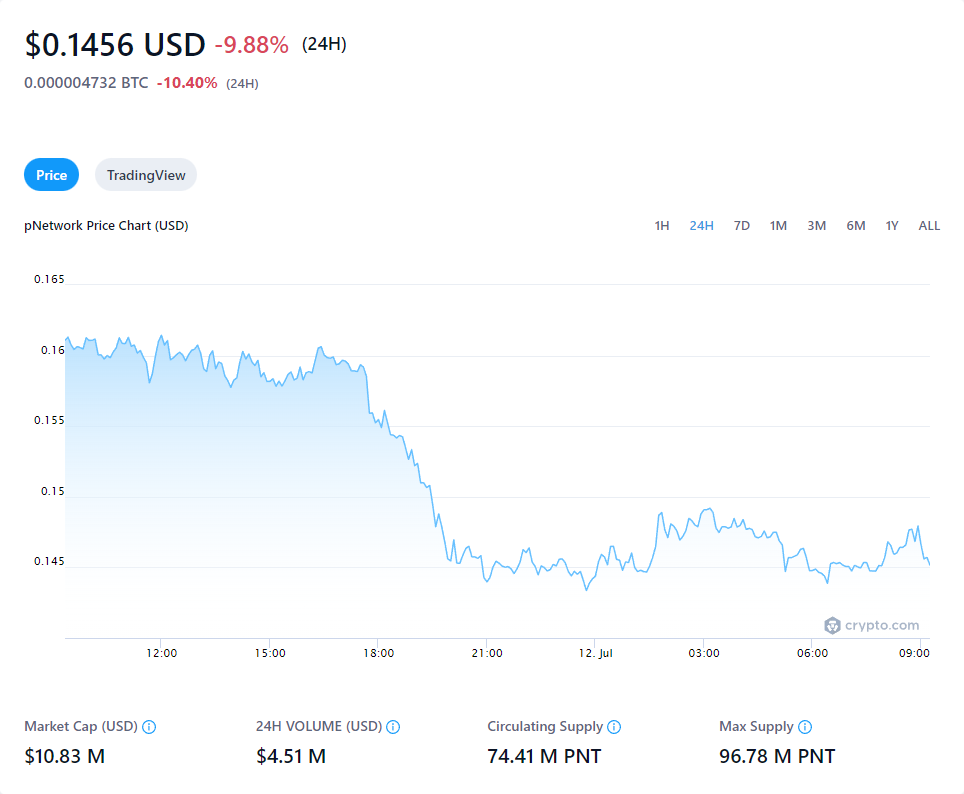 $0.1456 USD -9.88% (24H)
0.000004732 BTC -10.40% (24H)
Price TradingView
pNetwork Price Chart (USD) 1H 24H 7D 1M 3M 6M 1Y ALL
0.165
0.16
0.155
0.15
0.145
crypto.com
12:00 15:00 18:00 21:00 12. Jul 03:00 06:00 09:00
Market Cap (USD) 24H VOLUME (USD) Circulating Supply Max Supply
$10.83 M $4.51 M 74.41 M PNT 96.78 M PNT